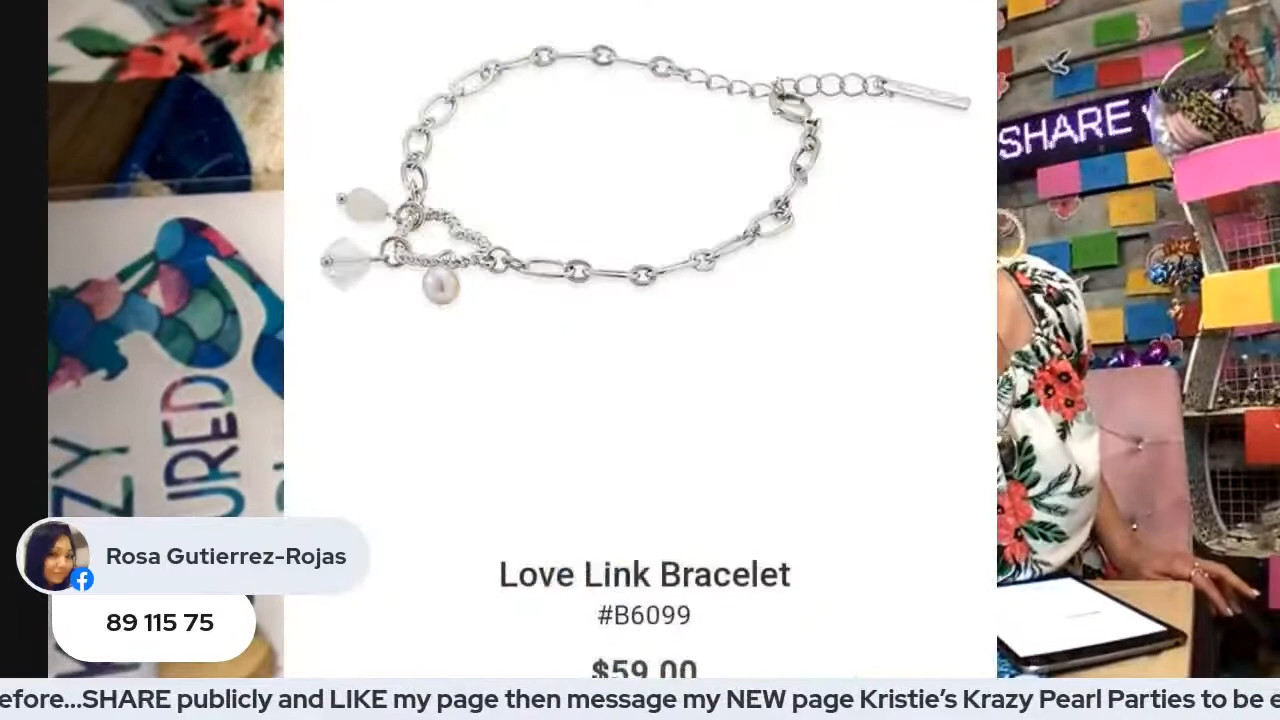 SHARE
ZY
URED
Love Link Bracelet
#B6099
$59.00
Rosa Gutierrez-Rojas
89 115 75
efore...SHARE publicly and LIKE my page then message my NEW page Kristie's Krazy Pearl Parties to be e